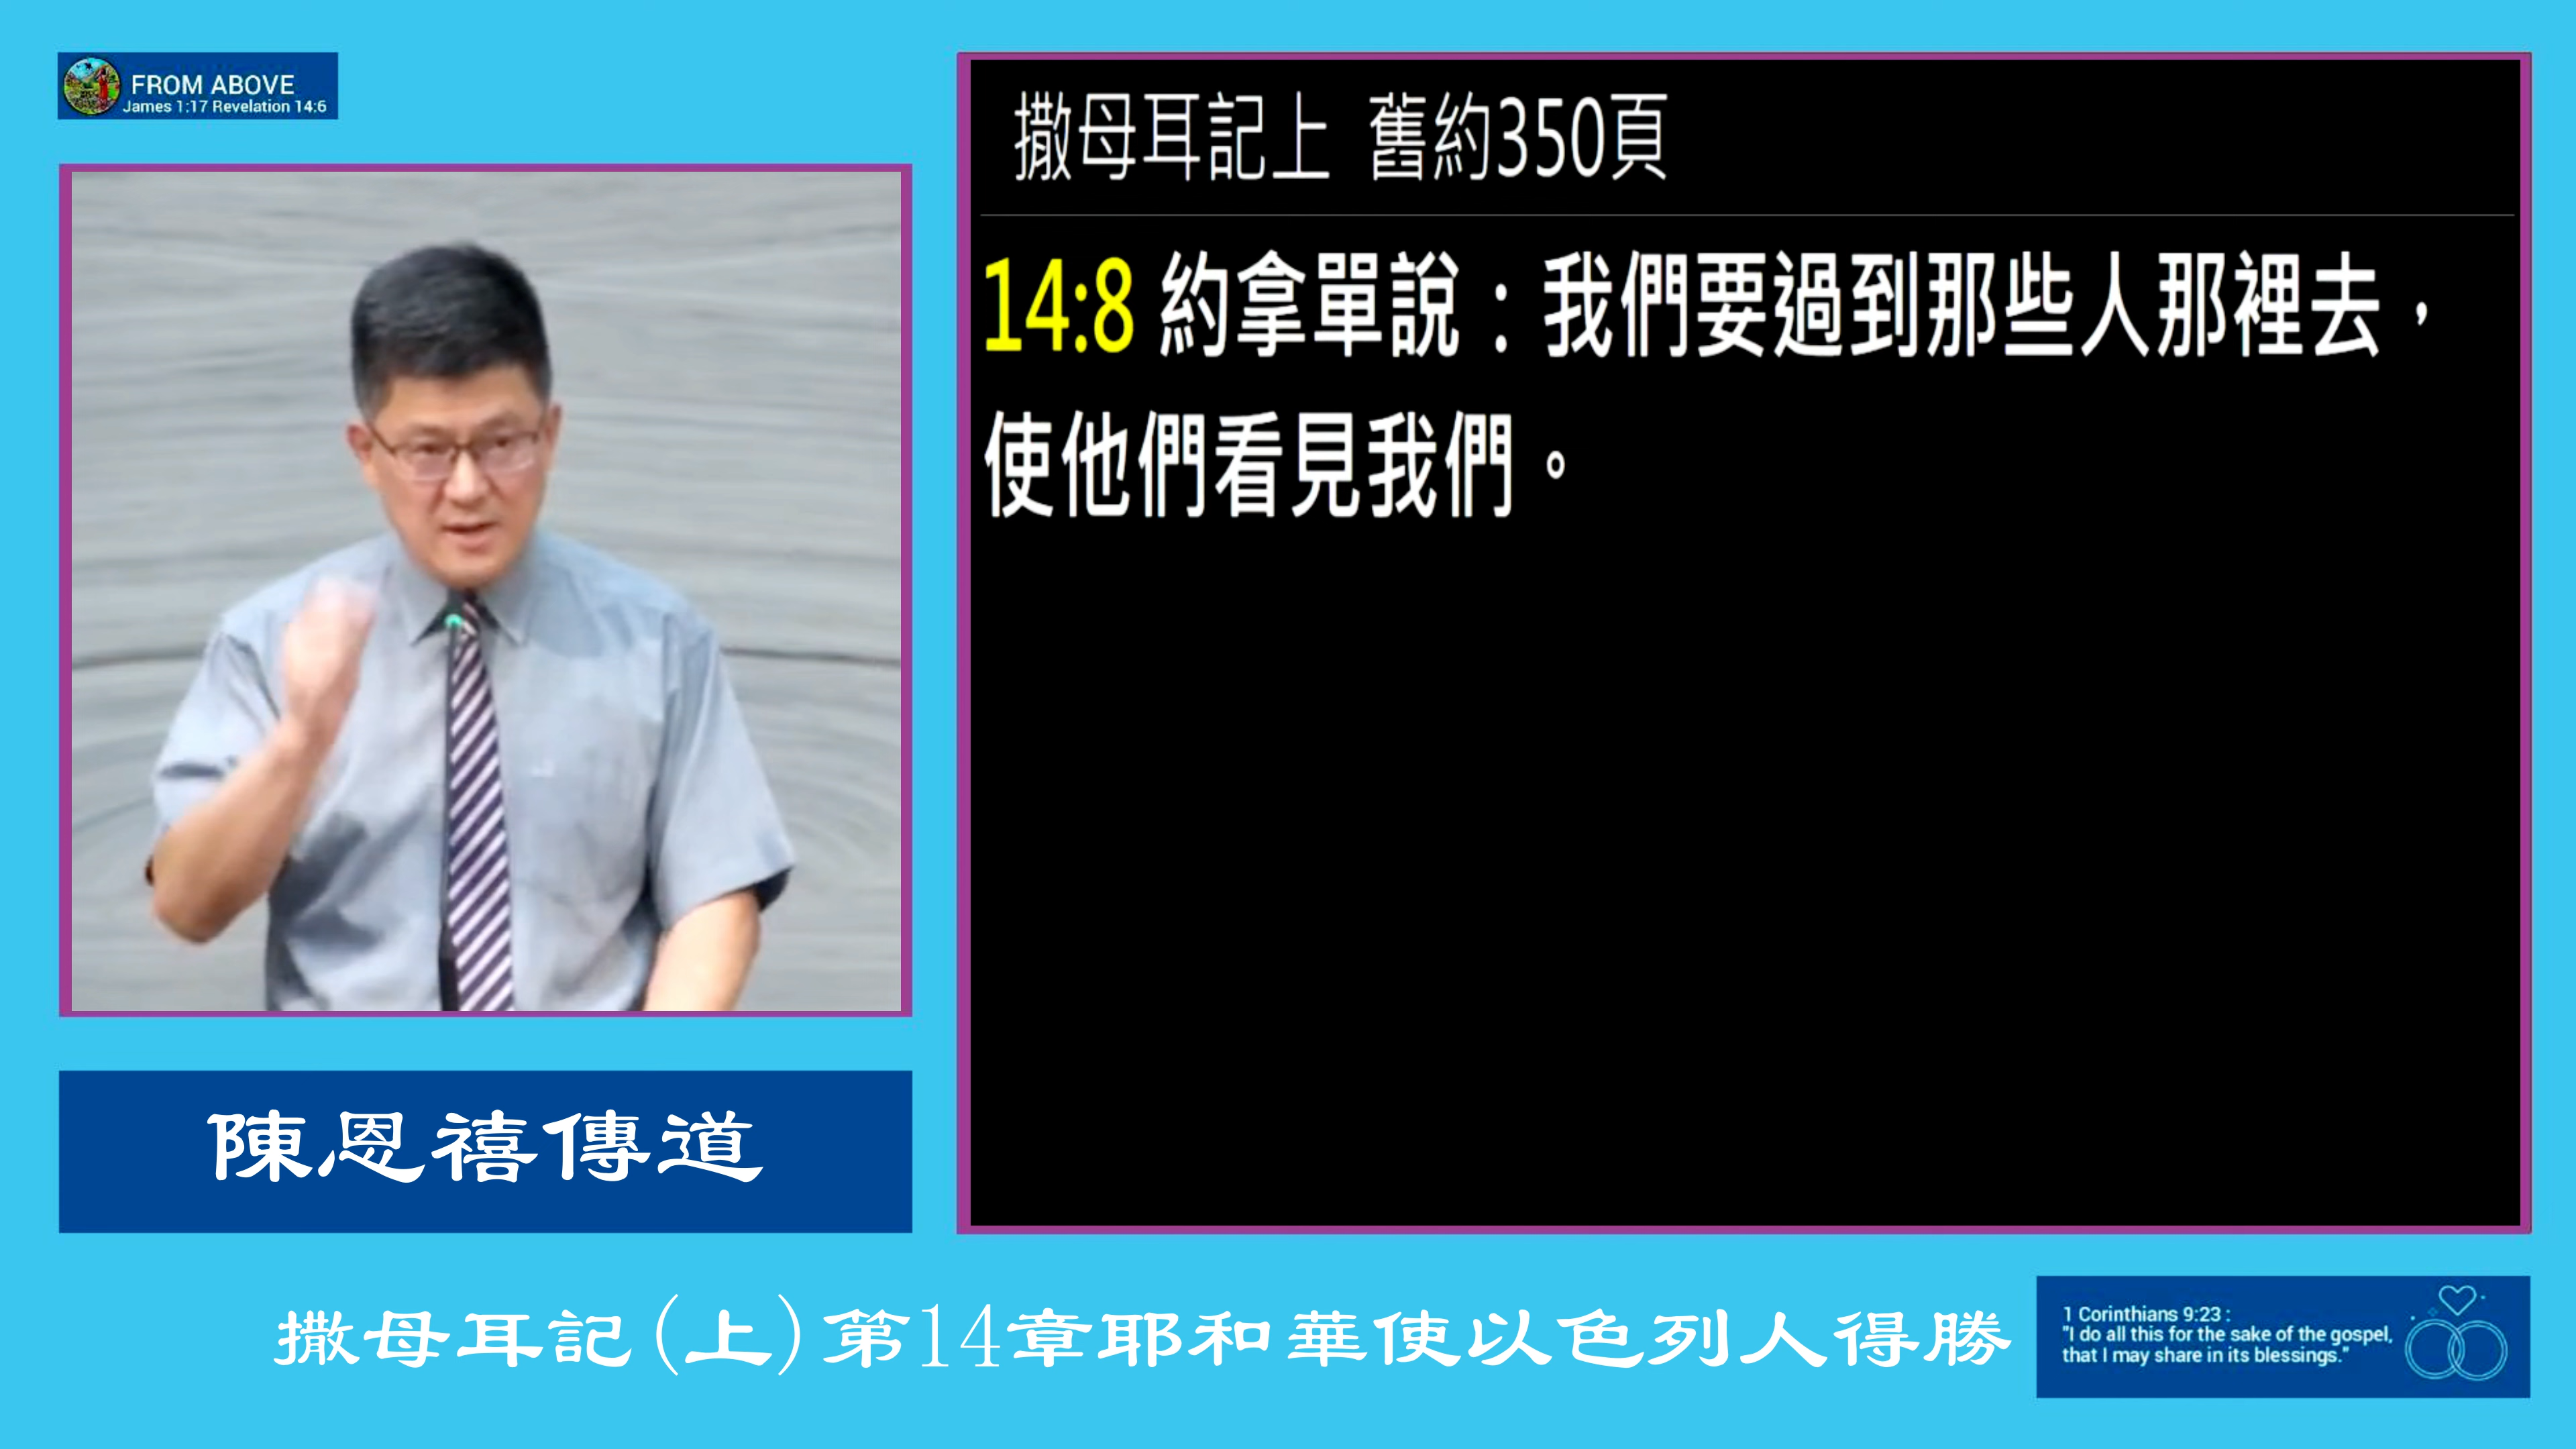 FROM ABOVE
James 1:17 Revelation 14:6
撒母耳記上 舊約350頁
14:8 約拿單說：我們要過到那些人那裡去，
使他們看見我們。
陳恩禧傳道
撒母耳記(上)第14章耶和華使以色列人得勝
1 Corinthians 9:23 :
"I do all this for the sake of the gospel,
that I may share in its blessings."